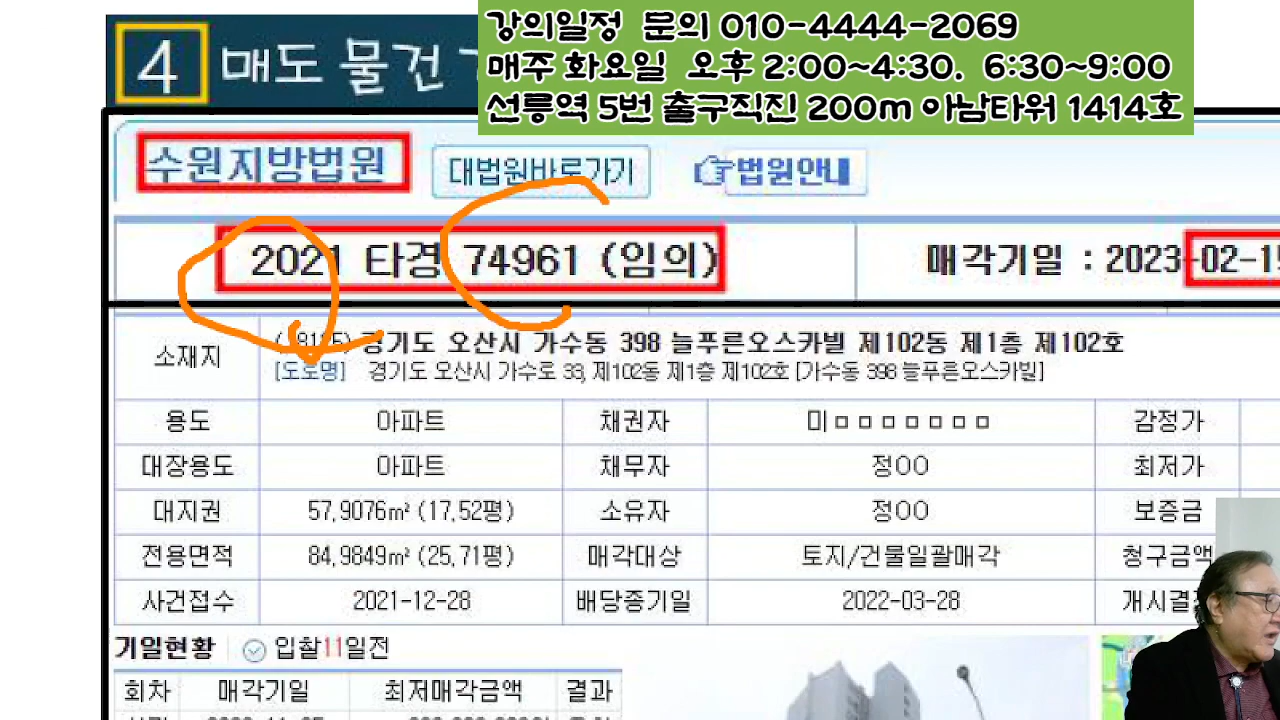 강의일정 문의 010-4444-2069
매주 화요일 오후 2:00~4:30. 6:30~9:00
선릉역 5번 출구직진 200m 아남타워 1414호
4 매도 물건
수원지방법원 대법원바로가기 법원안내
2021 타경 74961 (임의) 매각기일 : 2023-02-15
소재지 경기도 오산시 가수동 398 늘푸른오스카빌 제102동 제1층 제102호
[도로명] 경기도 오산시 가수로 33, 제102동 제1층 제102호 [가수동 398 늘푸른오스카빌]
용도 아파트 채권자 미ㅁㅁㅁㅁㅁㅁㅁ 감정가
대장용도 아파트 채무자 정OO 최저가
대지권 57,9076㎡ (17,52평) 소유자 정OO 보증금
전용면적 84,9849㎡ (25,71평) 매각대상 토지/건물일괄매각 청구금액
사건접수 2021-12-28 배당종기일 2022-03-28 개시결
기일현황 입찰11일전
회차 매각기일 최저매각금액 결과